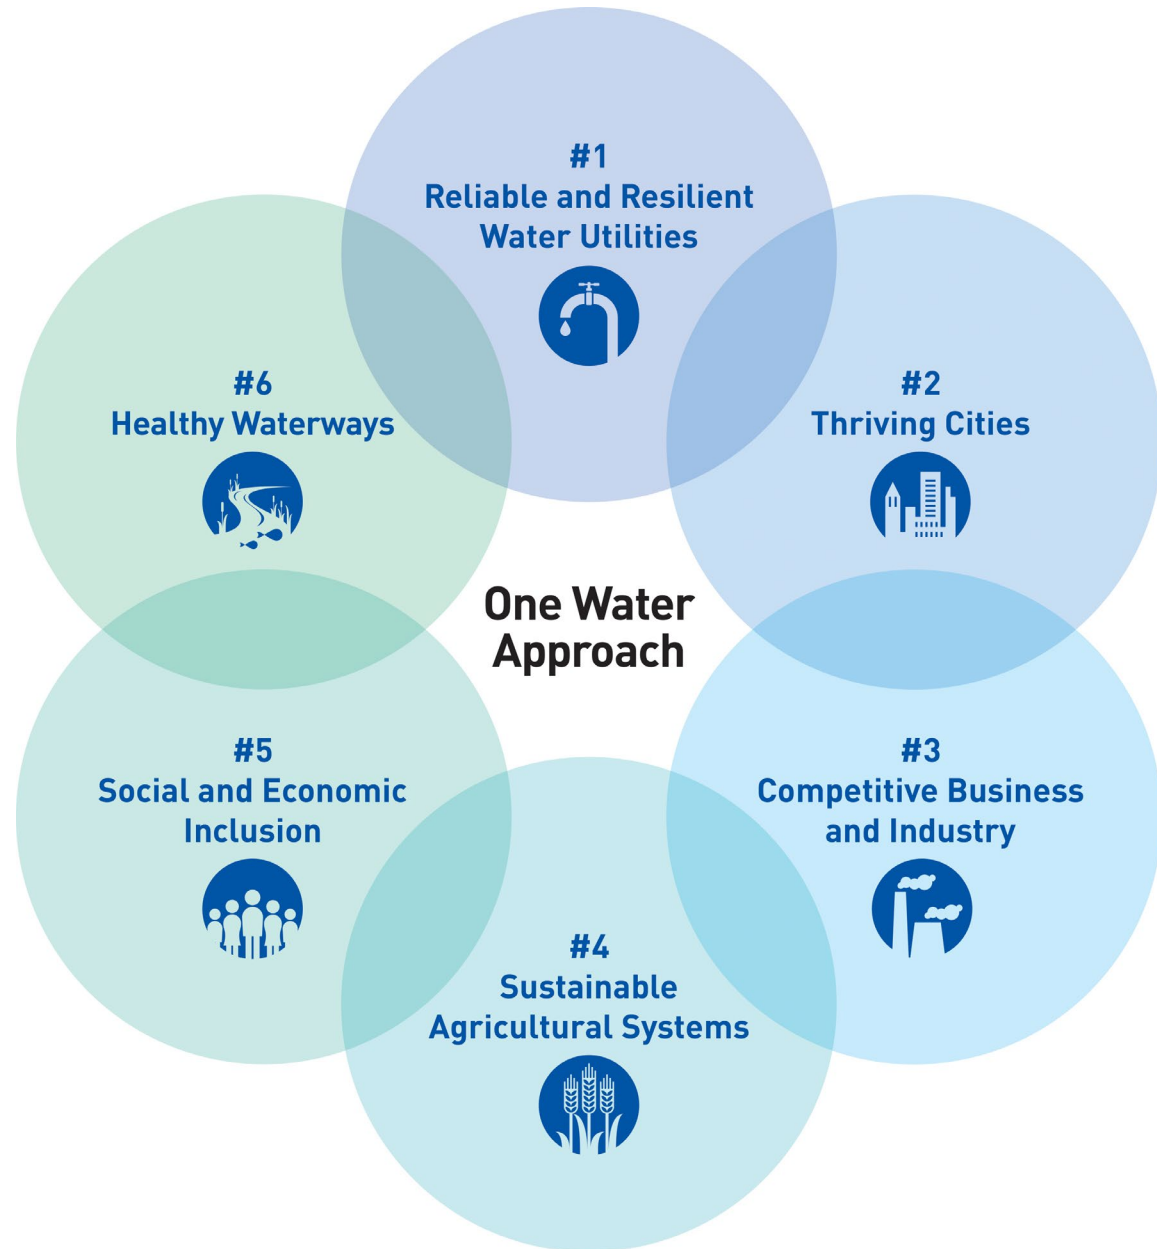 #1
Reliable and Resilient
Water Utilities
#2
Thriving Cities
#3
Competitive Business
and Industry
#4
Sustainable
Agricultural Systems
#5
Social and Economic
Inclusion
#6
Healthy Waterways
One Water
Approach